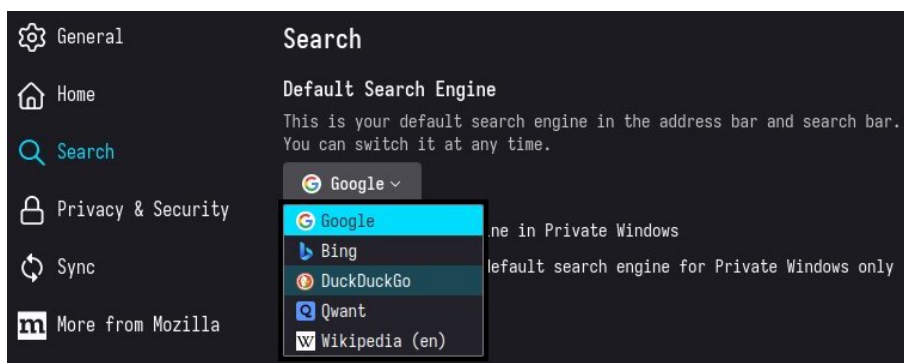 General
Home
Search
Privacy & Security
Sync
More from Mozilla
Search
Default Search Engine
This is your default search engine in the address bar and search bar.
You can switch it at any time.
Google
Google
Bing
DuckDuckGo
Qwant
Wikipedia (en)
ne in Private Windows
default search engine for Private Windows only